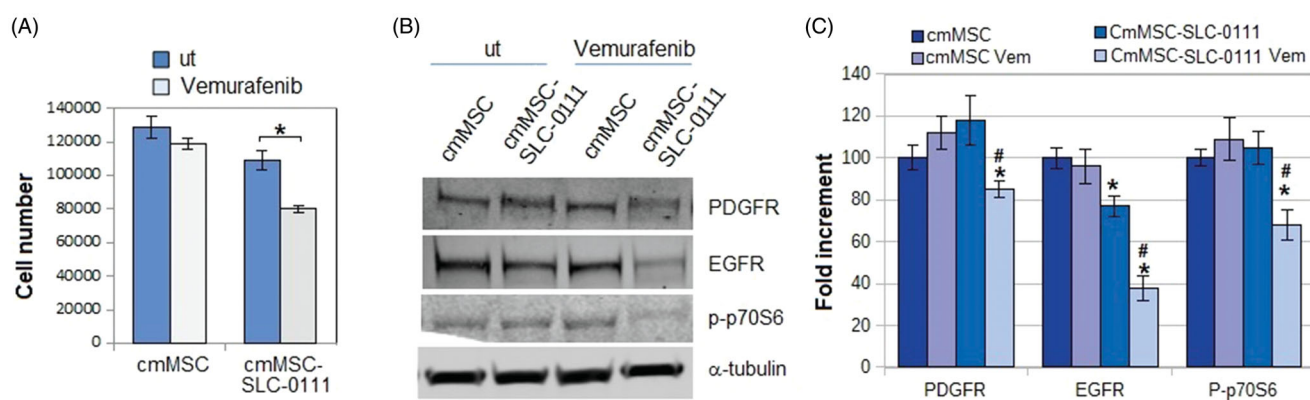 (A)
ut
Vemurafenib
Cell number
140000
120000
100000
80000
60000
40000
20000
0
*
cmMSC
cmMSC-
SLC-0111
(B)
ut
Vemurafenib
cmMSC
cmMSC-
SLC-0111
cmMSC
cmMSC-
SLC-0111
PDGFR
EGFR
p-p70S6
α-tubulin
(C)
cmMSC
CmMSC-SLC-0111
cmMSC Vem
CmMSC-SLC-0111 Vem
Fold increment
140
120
100
80
60
40
20
0
#
*
*
#
*
#
*
PDGFR
EGFR
P-p70S6